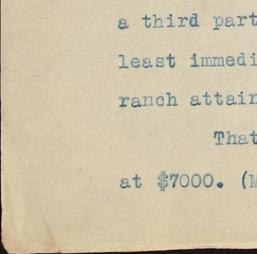 a third part
least immedi
ranch attain
That
at $7000. (M